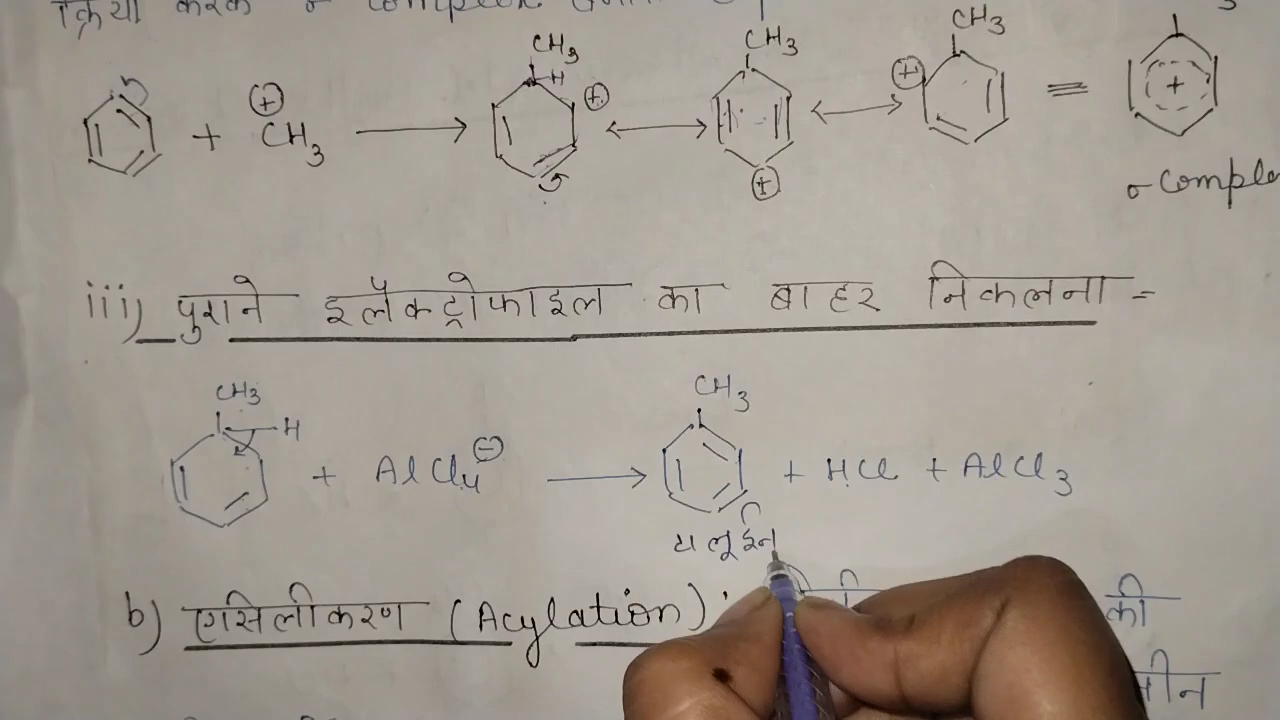 क्रिया करके σ complex
CH₃ H ⊕ CH₃ CH₃
+ ⊕CH₃ ⟶ ⟷ ⊕ ⟷ ⊕ = +
σ comple
iii) पुराने इलैकट्रोफाइल का बाहर निकलना =
CH₃ CH₃
H
+ AlCl₄⊖ ⟶ + HCl + AlCl₃
टालूईन
b) एसिलीकरण (Acylation) : की